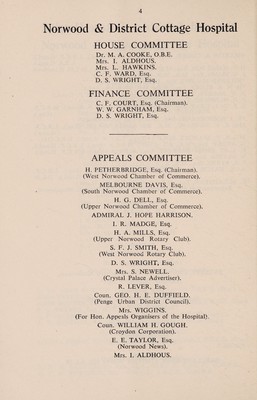 4
Norwood & District Cottage Hospital
HOUSE COMMITTEE
Dr. M. A. COOKE, O.B.E.
Mrs. I. ALDHOUS.
Mrs. L. HAWKINS.
C. F. WARD, Esq.
D. S. WRIGHT, Esq.
FINANCE COMMITTEE
C. F. COURT, Esq. (Chairman).
W. W. GARNHAM, Esq.
D. S. WRIGHT, Esq.
APPEALS COMMITTEE
H. PETHERBRIDGE, Esq. (Chairman).
(West Norwood Chamber of Commerce).
MELBOURNE DAVIS, Esq.
(South Norwood Chamber of Commerce).
H. G. DELL, Esq.
(Upper Norwood Chamber of Commerce).
ADMIRAL J. HOPE HARRISON.
I. R. MADGE, Esq.
H. A. MILLS, Esq.
(Upper Norwood Rotary Club).
S. F. J. SMITH, Esq.
(West Norwood Rotary Club).
D. S. WRIGHT, Esq.
Mrs. S. NEWELL.
(Crystal Palace Advertiser).
R. LEVER, Esq.
Coun. GEO. H. E. DUFFIELD.
(Penge Urban District Council).
Mrs. WIGGINS.
(For Hon. Appeals Organisers of the Hospital).
Coun. WILLIAM H. GOUGH.
(Croydon Corporation).
E. E. TAYLOR, Esq.
(Norwood News).
Mrs. I. ALDHOUS.